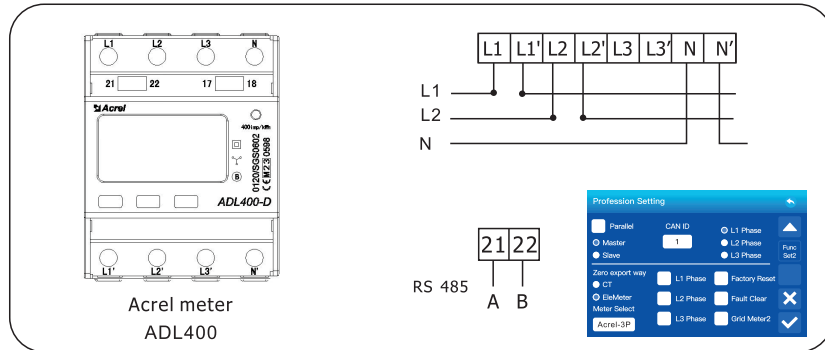 L1 L2 L3 N
21 22 17 18
Acrel
400imp/kWh
0120/SGS0602
CE M23 0598
B
ADL400-D
L1' L2' L3' N'
Acrel meter
ADL400
L1 L1' L2 L2' L3 L3' N N'
L1
L2
N
21 22
RS 485
A B
Profession Setting
Parallel
Master
Slave
CAN ID
1
L1 Phase
L2 Phase
L3 Phase
Func
Set2
Zero export way
CT
EleMeter
Meter Select
Acrel-3P
L1 Phase
L2 Phase
L3 Phase
Factory Reset
Fault Clear
Grid Meter2